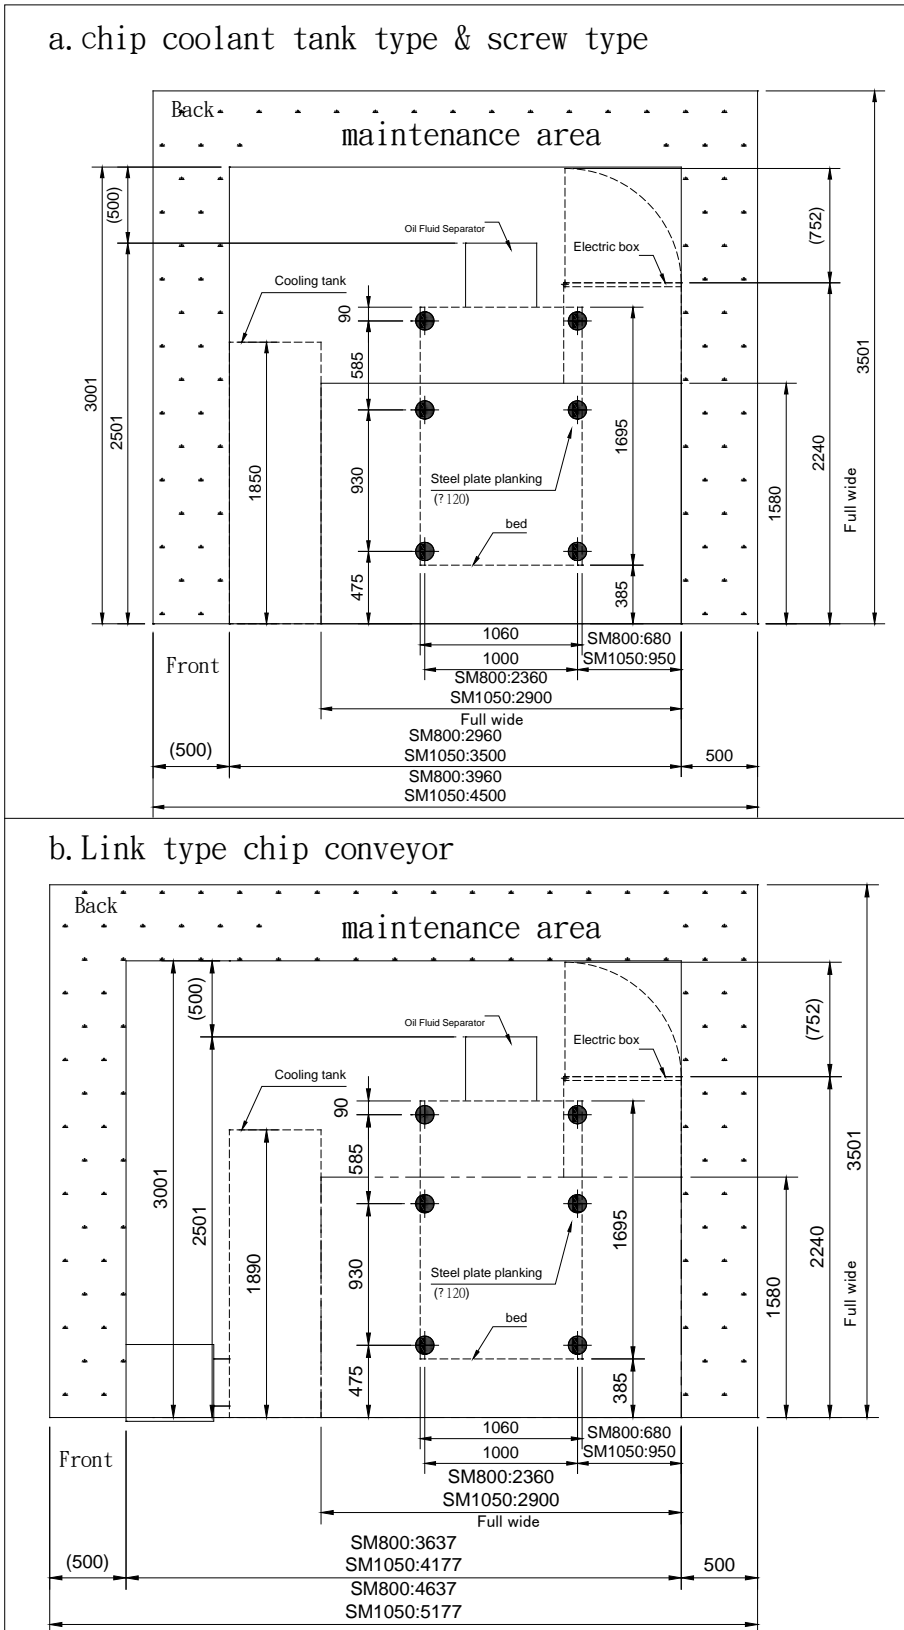 a. chip coolant tank type & screw type
Back
maintenance area
(500)
(752)
Oil Fluid Separator
Electric box
Cooling tank
90
585
3001
2501
3501
1850
930
1695
2240
1580
Full wide
Steel plate planking
(?120)
bed
475
385
1060
SM800:680
1000
SM1050:950
Front
SM800:2360
SM1050:2900
Full wide
SM800:2960
(500)
SM1050:3500
500
SM800:3960
SM1050:4500
b. Link type chip conveyor
Back
maintenance area
(500)
(752)
Oil Fluid Separator
Electric box
Cooling tank
90
585
3001
2501
3501
1890
930
1695
2240
1580
Full wide
Steel plate planking
(?120)
bed
475
385
1060
SM800:680
1000
SM1050:950
Front
SM800:2360
SM1050:2900
Full wide
SM800:3637
(500)
SM1050:4177
500
SM800:4637
SM1050:5177